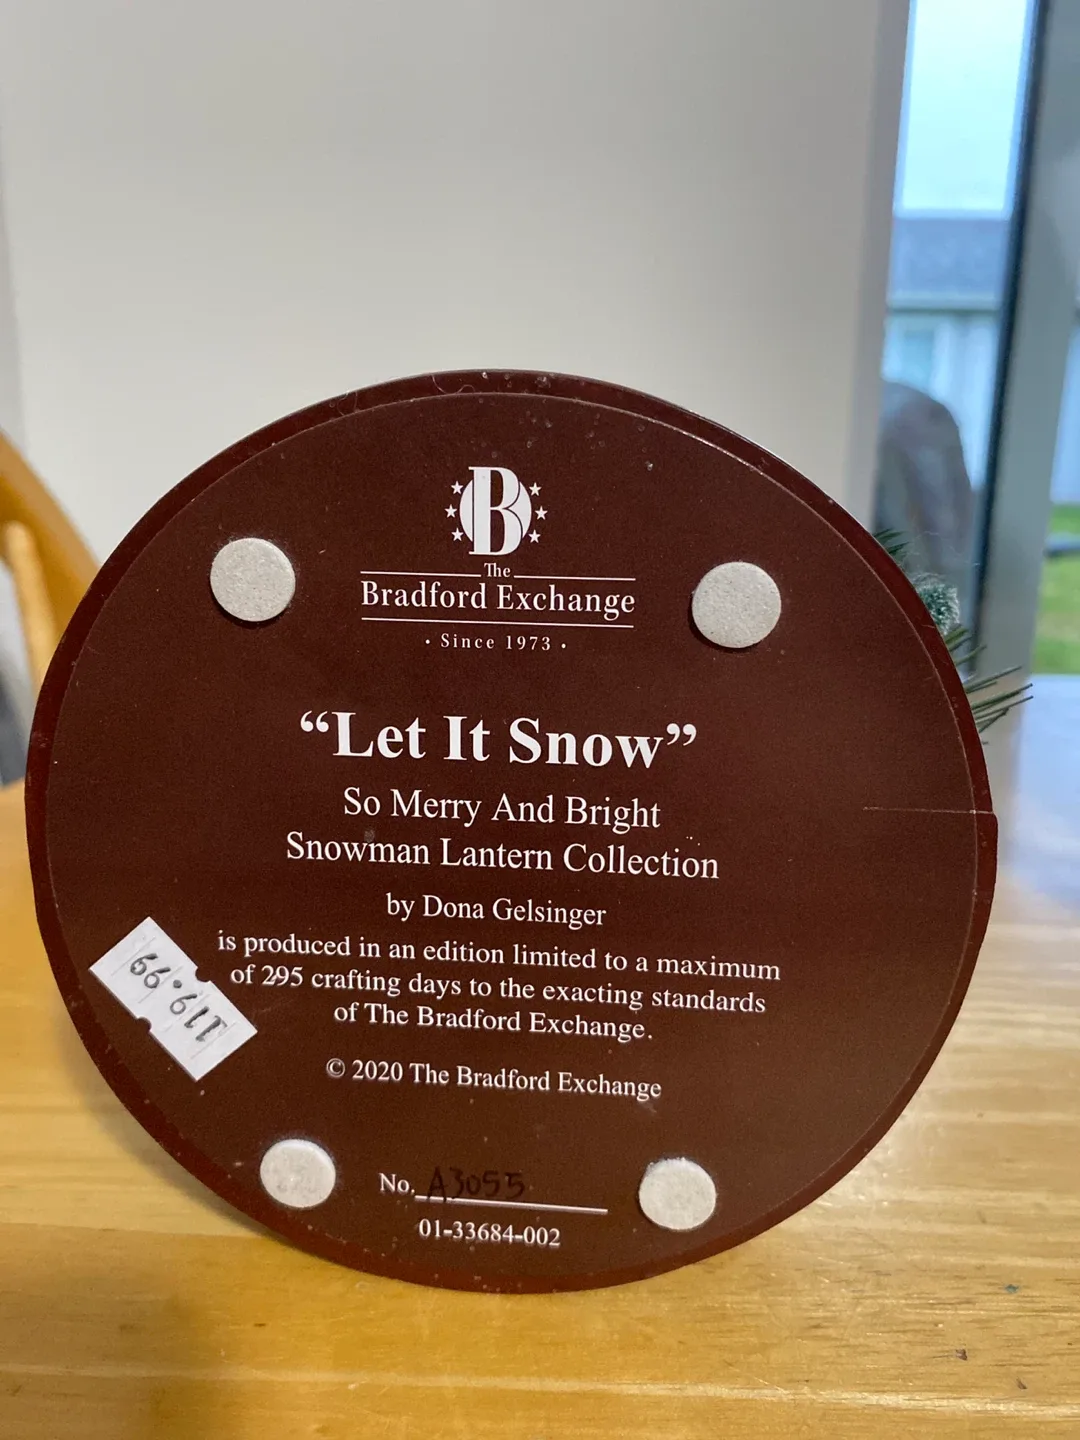 B
The
Bradford Exchange
· Since 1973 ·
“Let It Snow”
So Merry And Bright
Snowman Lantern Collection
by Dona Gelsinger
is produced in an edition limited to a maximum
of 295 crafting days to the exacting standards
of The Bradford Exchange.
© 2020 The Bradford Exchange
119.99
No. A3055
01-33684-002